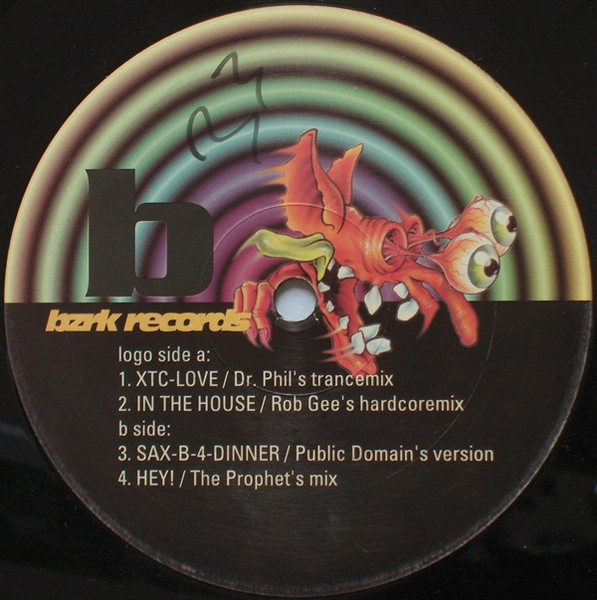 b
bzrk records
logo side a:
1. XTC-LOVE / Dr. Phil's trancemix
2. IN THE HOUSE / Rob Gee's hardcoremix
b side:
3. SAX-B-4-DINNER / Public Domain's version
4. HEY! / The Prophet's mix